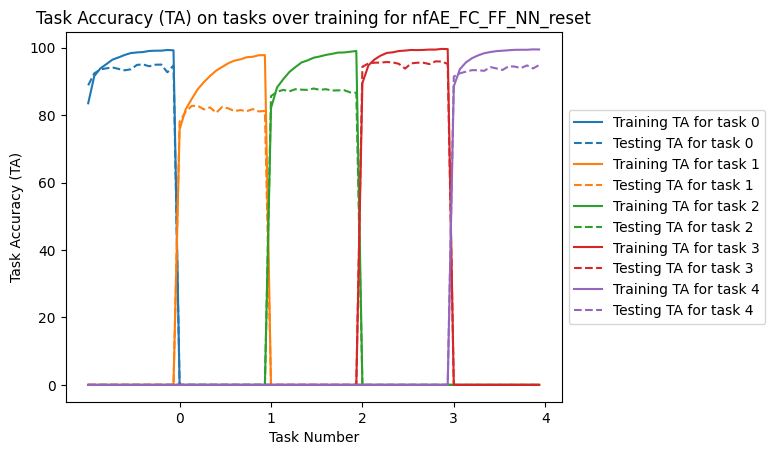 Task Accuracy (TA) on tasks over training for nfAE_FC_FF_NN_reset
Task Accuracy (TA)
100
80
60
40
20
0
0 1 2 3 4
Task Number
Training TA for task 0
Testing TA for task 0
Training TA for task 1
Testing TA for task 1
Training TA for task 2
Testing TA for task 2
Training TA for task 3
Testing TA for task 3
Training TA for task 4
Testing TA for task 4